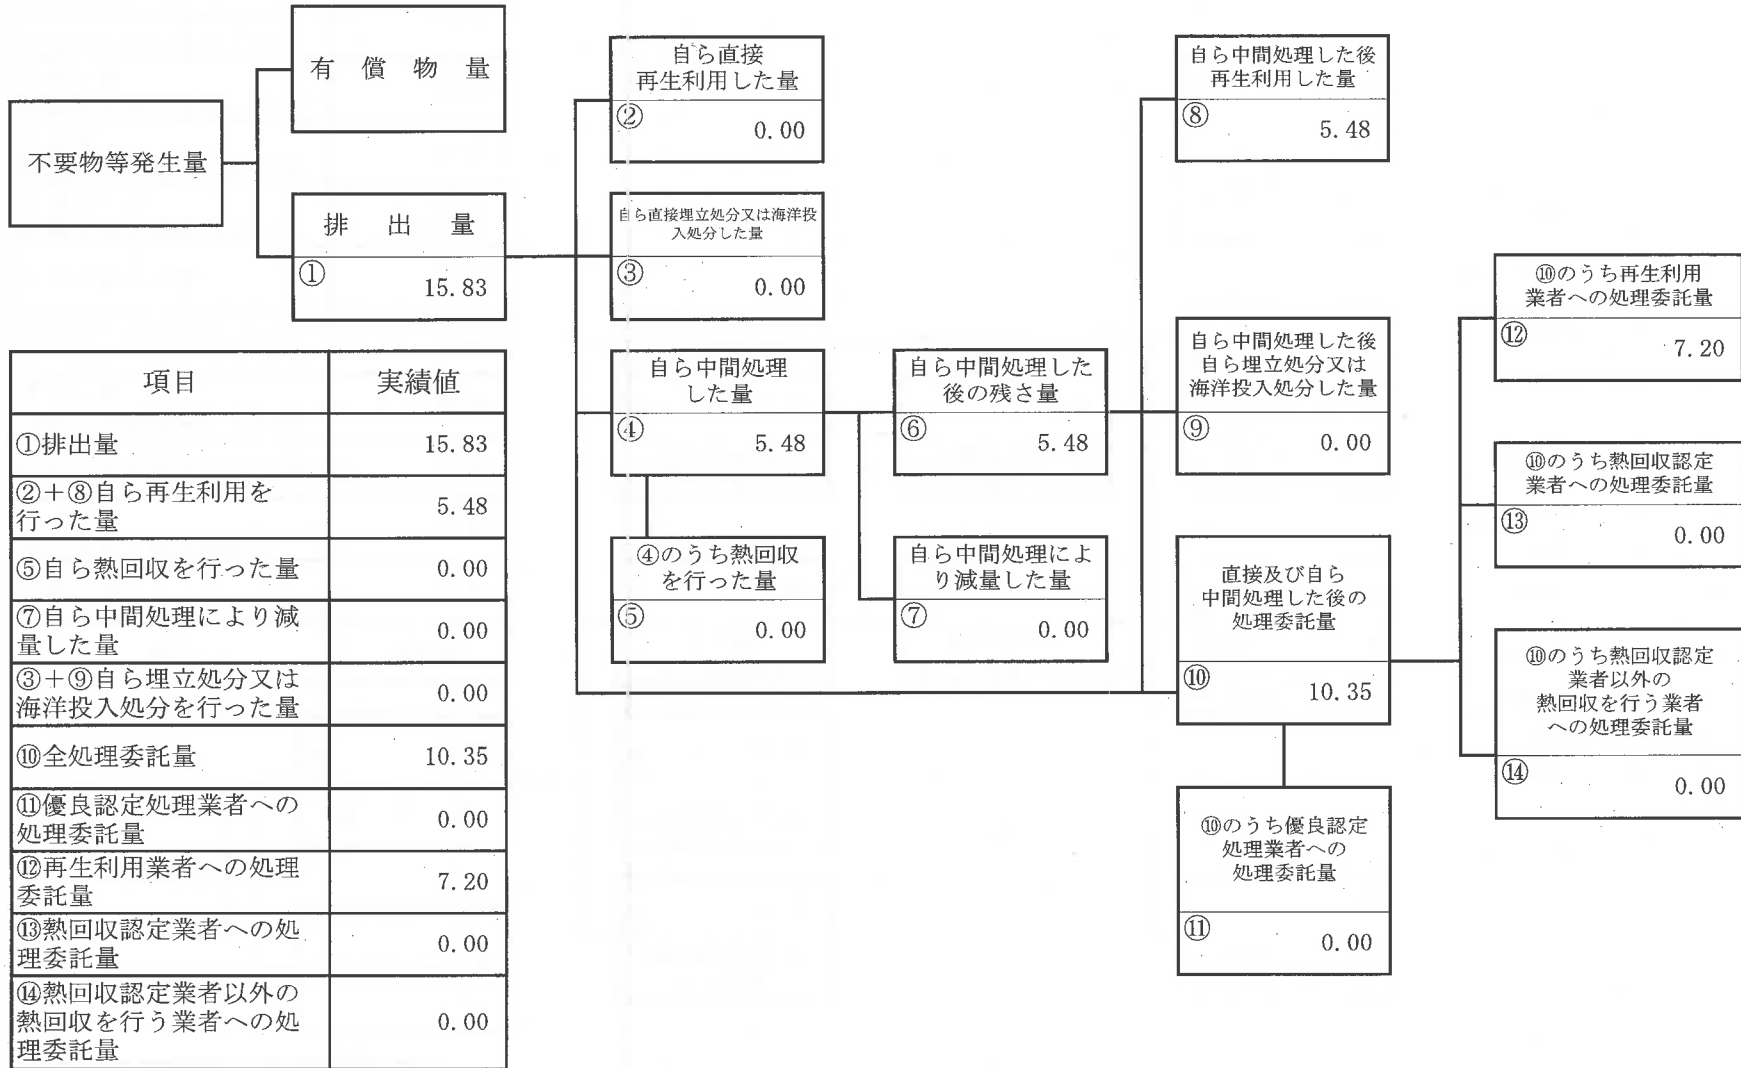 不要物等発生量
有償物量
排出量
①
15.83
自ら直接
再生利用した量
②
0.00
自ら直接埋立処分又は海洋投
入処分した量
③
0.00
自ら中間処理
した量
④
5.48
④のうち熱回収
を行った量
⑤
0.00
自ら中間処理した
後の残さ量
⑥
5.48
自ら中間処理によ
り減量した量
⑦
0.00
自ら中間処理した後
再生利用した量
⑧
5.48
自ら中間処理した後
自ら埋立処分又は
海洋投入処分した量
⑨
0.00
直接及び自ら
中間処理した後の
処理委託量
⑩
10.35
⑩のうち優良認定
処理業者への
処理委託量
⑪
0.00
⑩のうち再生利用
業者への処理委託量
⑫
7.20
⑩のうち熱回収認定
業者への処理委託量
⑬
0.00
⑩のうち熱回収認定
業者以外の
熱回収を行う業者
への処理委託量
⑭
0.00
項目 実績値
①排出量 15.83
②+⑧自ら再生利用を
行った量 5.48
⑤自ら熱回収を行った量 0.00
⑦自ら中間処理により減
量した量 0.00
③+⑨自ら埋立処分又は
海洋投入処分を行った量 0.00
⑩全処理委託量 10.35
⑪優良認定処理業者への
処理委託量 0.00
⑫再生利用業者への処理
委託量 7.20
⑬熱回収認定業者への処
理委託量 0.00
⑭熱回収認定業者以外の
熱回収を行う業者への処
理委託量 0.00